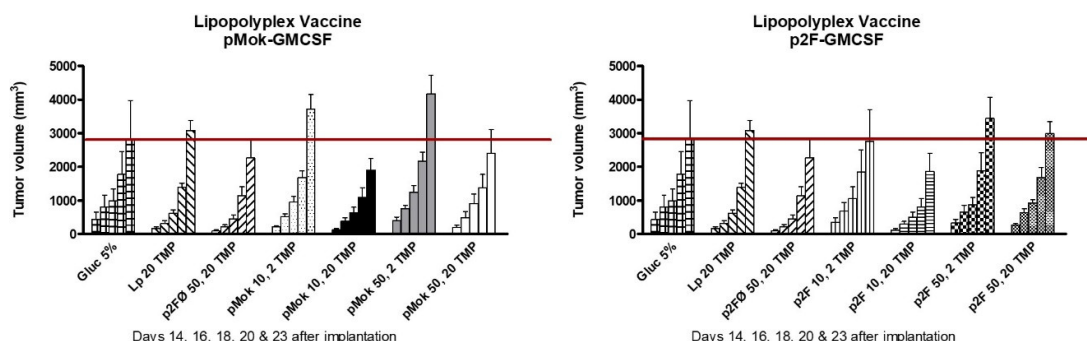 Lipopolyplex Vaccine
pMok-GMCSF
Tumor volume (mm³)
5000
4000
3000
2000
1000
0
Gluc 5%
Lp 20 TMP
p2FØ 50, 20 TMP
pMok 10, 2 TMP
pMok 10, 20 TMP
pMok 50, 2 TMP
pMok 50, 20 TMP
Days 14, 16, 18, 20 & 23 after implantation
Lipopolyplex Vaccine
p2F-GMCSF
Tumor volume (mm³)
5000
4000
3000
2000
1000
0
Gluc 5%
Lp 20 TMP
p2FØ 50, 20 TMP
p2F 10, 2 TMP
p2F 10, 20 TMP
p2F 50, 2 TMP
p2F 50, 20 TMP
Days 14, 16, 18, 20 & 23 after implantation